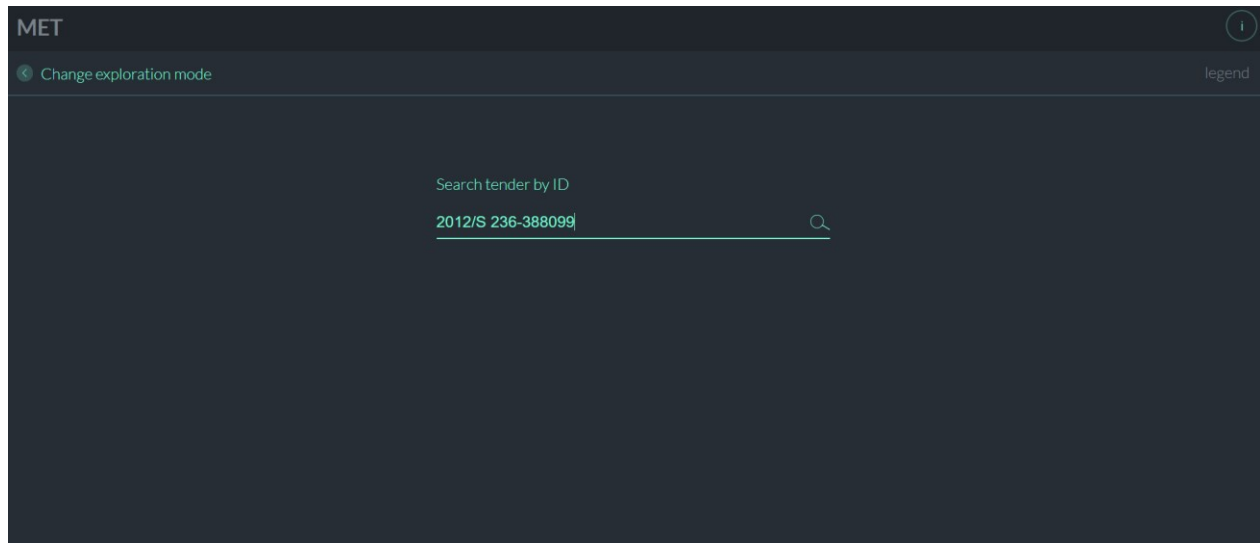 MET
i
Change exploration mode
legend
Search tender by ID
2012/S 236-388099